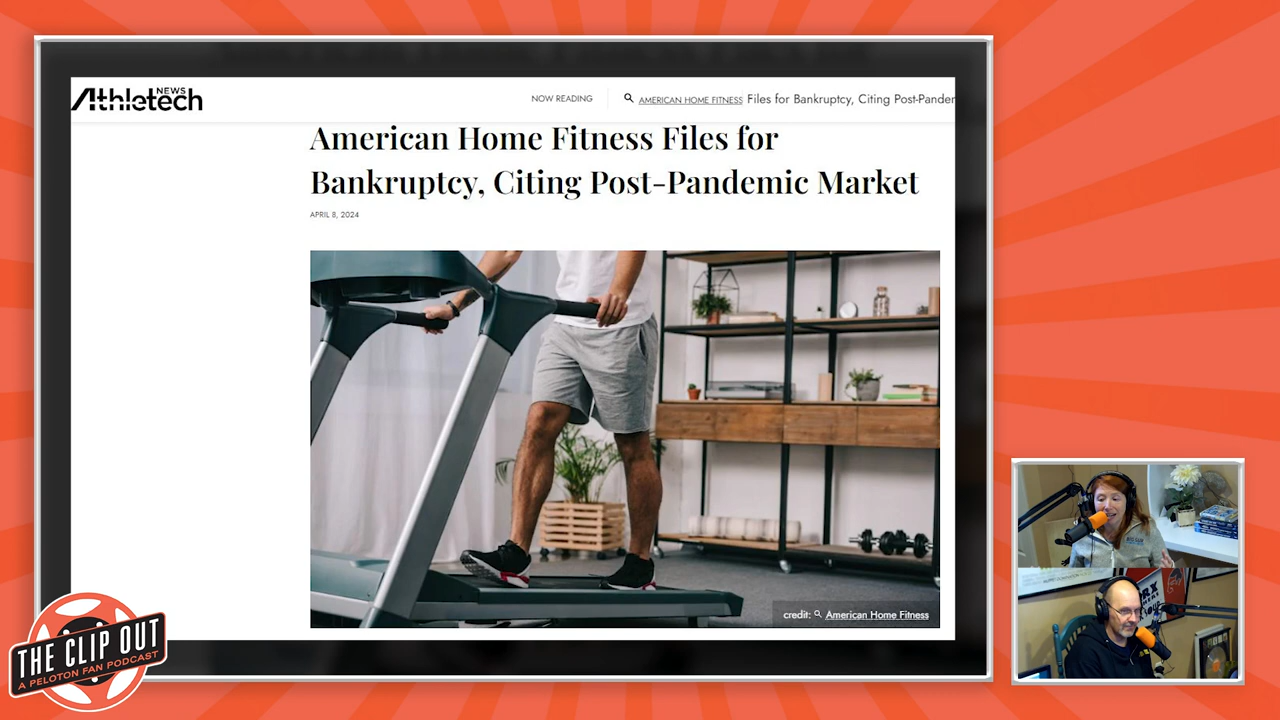 Athletech
NEWS
NOW READING
AMERICAN HOME FITNESS Files for Bankruptcy, Citing Post-Pander
American Home Fitness Files for
Bankruptcy, Citing Post-Pandemic Market
APRIL 8, 2024
credit: American Home Fitness
THE CLIP OUT
A PELOTON FAN PODCAST